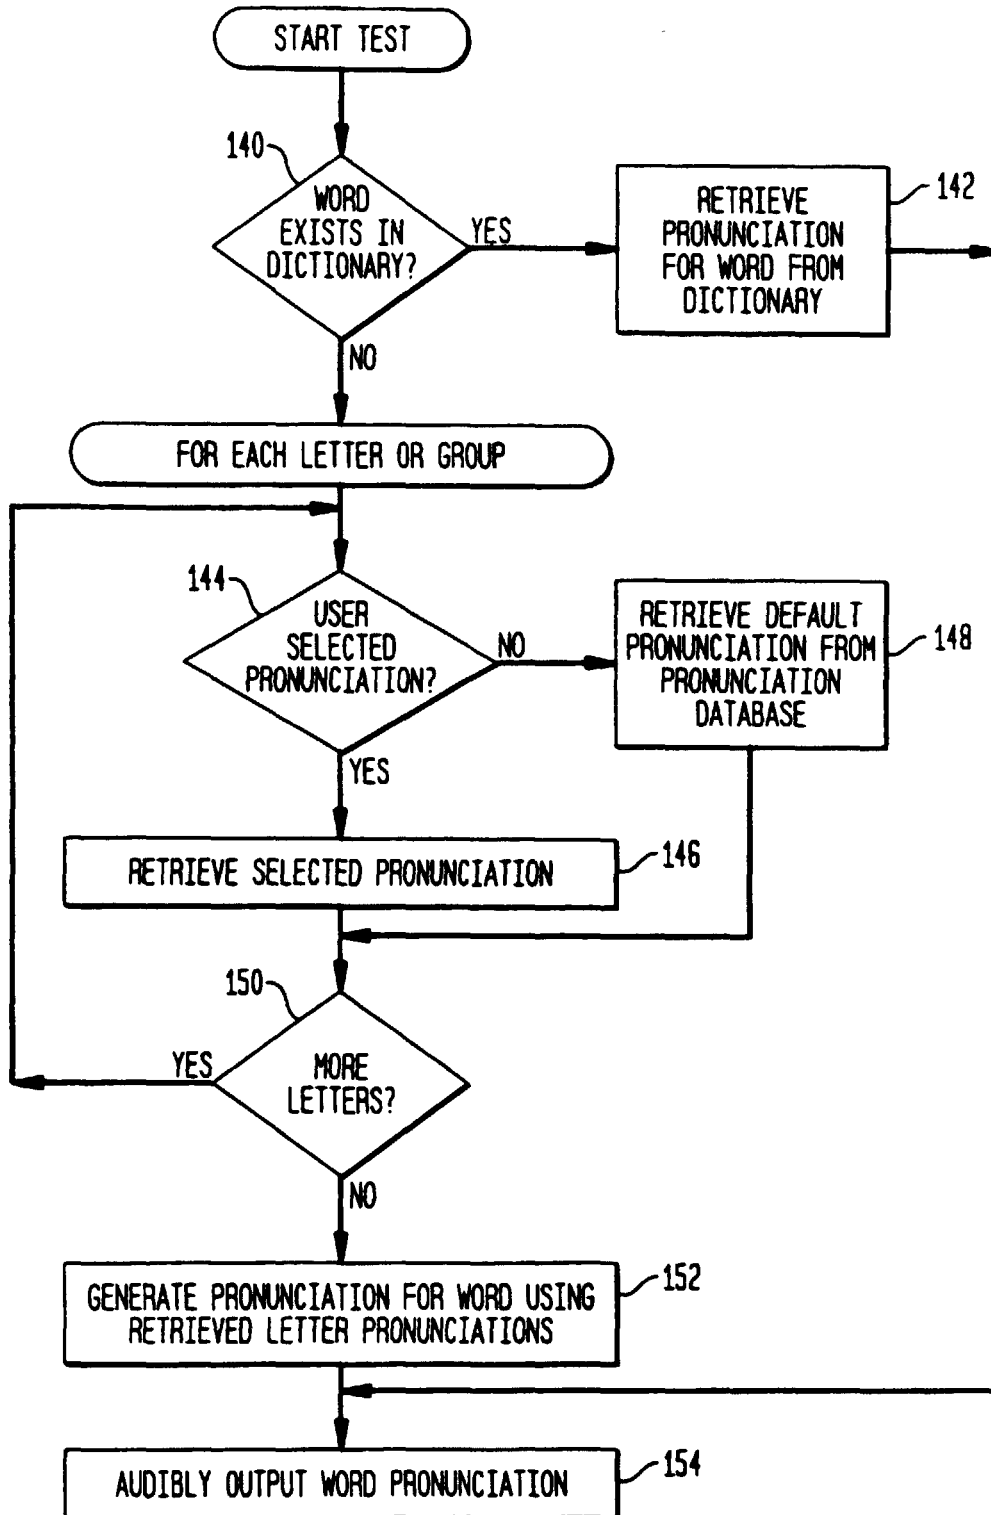 START TEST
140
WORD
EXISTS IN
DICTIONARY?
YES
NO
RETRIEVE
PRONUNCIATION
FOR WORD FROM
DICTIONARY
142
FOR EACH LETTER OR GROUP
144
USER
SELECTED
PRONUNCIATION?
NO
YES
RETRIEVE DEFAULT
PRONUNCIATION FROM
PRONUNCIATION
DATABASE
148
RETRIEVE SELECTED PRONUNCIATION
146
150
MORE
LETTERS?
YES
NO
GENERATE PRONUNCIATION FOR WORD USING
RETRIEVED LETTER PRONUNCIATIONS
152
AUDIBLY OUTPUT WORD PRONUNCIATION
154